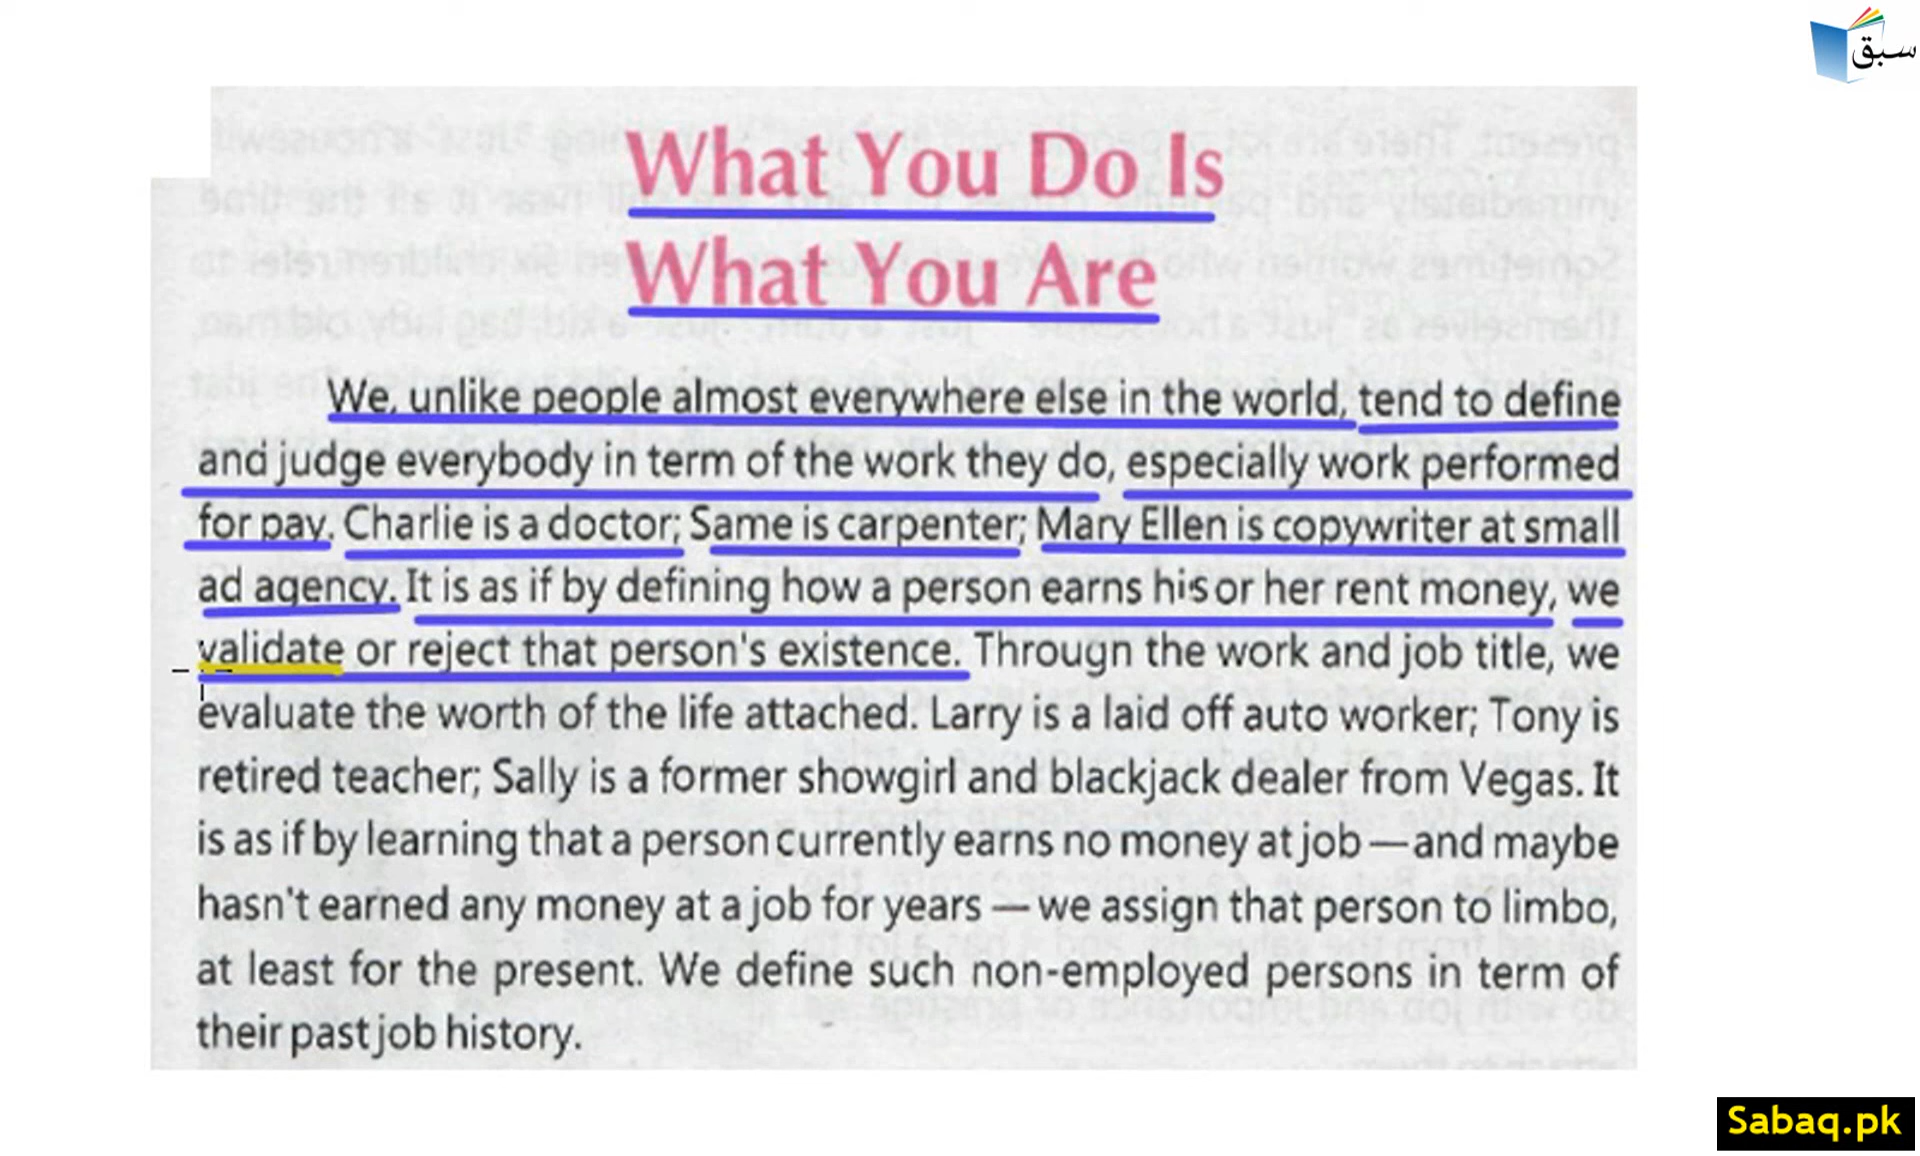 سبق
What You Do Is
What You Are
We, unlike people almost everywhere else in the world, tend to define
and judge everybody in term of the work they do, especially work performed
for pay. Charlie is a doctor; Same is carpenter; Mary Ellen is copywriter at small
ad agency. It is as if by defining how a person earns his or her rent money, we
validate or reject that person's existence. Through the work and job title, we
evaluate the worth of the life attached. Larry is a laid off auto worker; Tony is
retired teacher; Sally is a former showgirl and blackjack dealer from Vegas. It
is as if by learning that a person currently earns no money at job—and maybe
hasn't earned any money at a job for years — we assign that person to limbo,
at least for the present. We define such non-employed persons in term of
their past job history.
Sabaq.pk